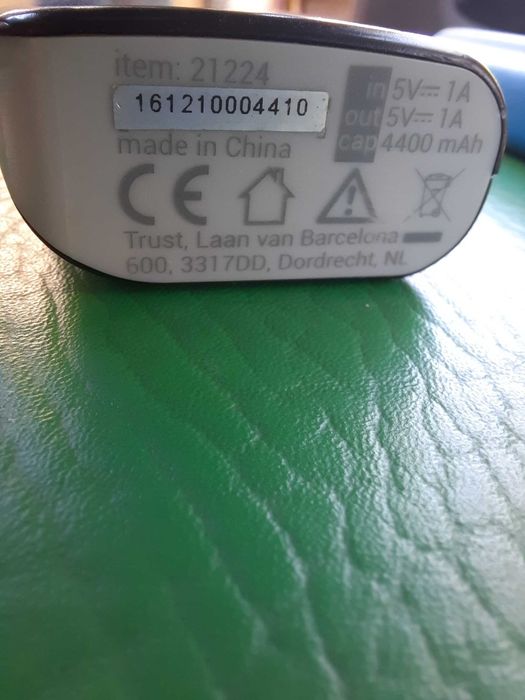 item: 21224
161210004410
made in China
in 5V⎓1A
out 5V⎓1A
cap 4400 mAh
CE
Trust, Laan van Barcelona
600, 3317DD, Dordrecht, NL